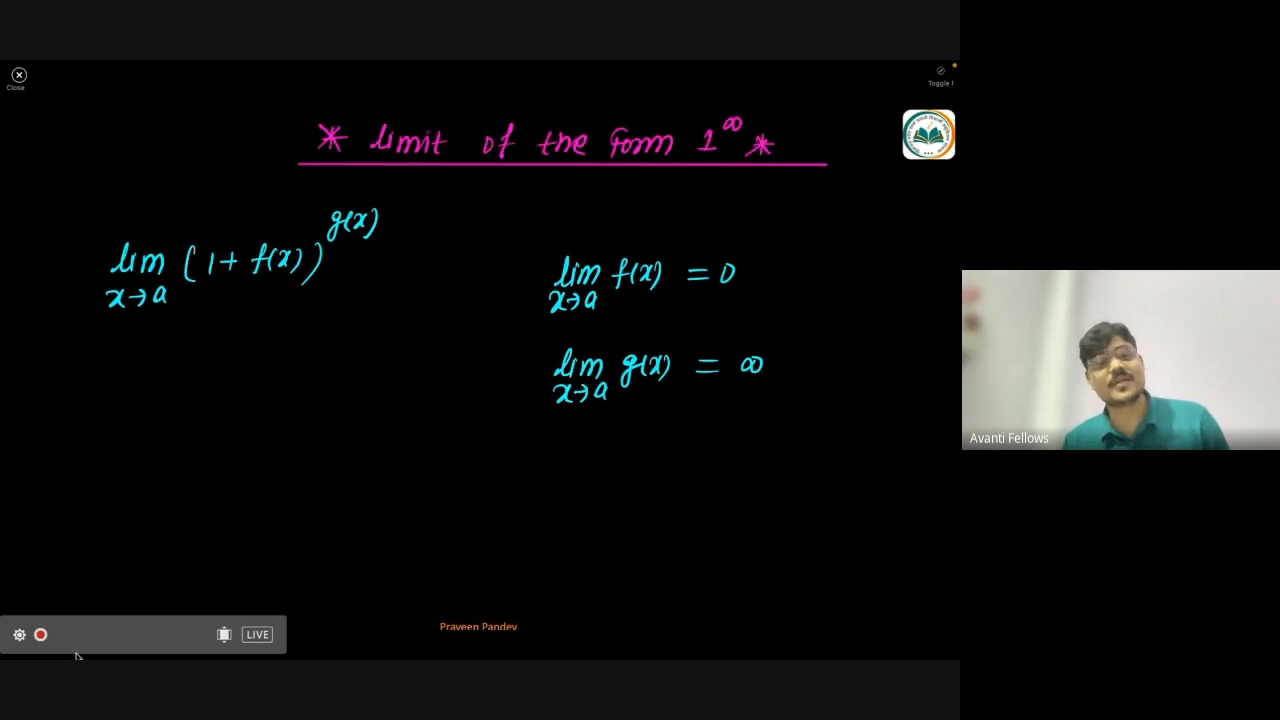 Close
Toggle !
* limit of the form 1^∞ *
lim (1+ f(x))^g(x)
x→a
lim f(x) = 0
x→a
lim g(x) = ∞
x→a
Avanti Fellows
Praveen Pandey
LIVE